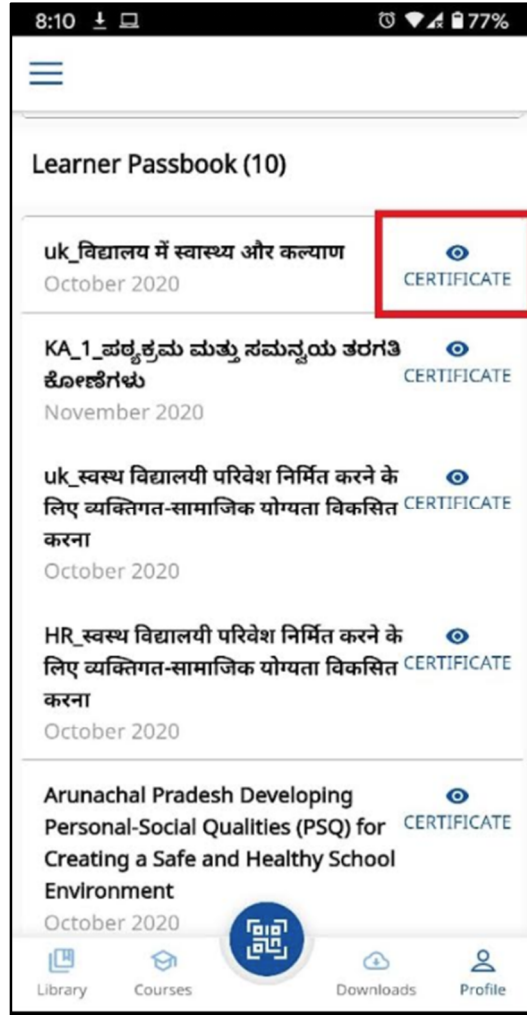 8:10 77%
Learner Passbook (10)
uk_विद्यालय में स्वास्थ्य और कल्याण
October 2020
CERTIFICATE
KA_1_ಪಠ್ಯಕ್ರಮ ಮತ್ತು ಸಮನ್ವಯ ತರಗತಿ
ಕೋಣೆಗಳು
CERTIFICATE
November 2020
uk_स्वस्थ विद्यालयी परिवेश निर्मित करने के
लिए व्यक्तिगत-सामाजिक योग्यता विकसित
CERTIFICATE
करना
October 2020
HR_स्वस्थ विद्यालयी परिवेश निर्मित करने के
लिए व्यक्तिगत-सामाजिक योग्यता विकसित
CERTIFICATE
करना
October 2020
Arunachal Pradesh Developing
Personal-Social Qualities (PSQ) for
CERTIFICATE
Creating a Safe and Healthy School
Environment
October 2020
Library Courses Downloads Profile